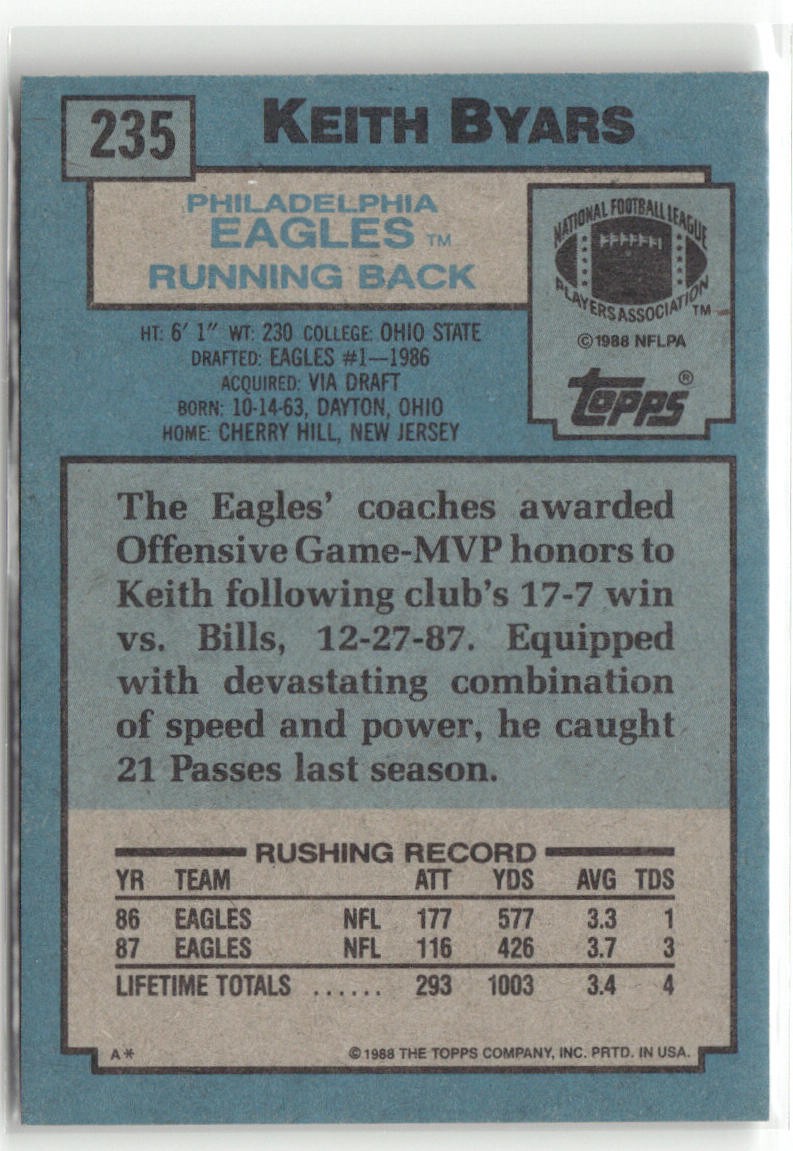 235
KEITH BYARS
PHILADELPHIA
EAGLES TM
RUNNING BACK
NATIONAL FOOTBALL LEAGUE
PLAYERS ASSOCIATION TM
©1988 NFLPA
Topps®
HT: 6' 1" WT: 230 COLLEGE: OHIO STATE
DRAFTED: EAGLES #1—1986
ACQUIRED: VIA DRAFT
BORN: 10-14-63, DAYTON, OHIO
HOME: CHERRY HILL, NEW JERSEY
The Eagles' coaches awarded
Offensive Game-MVP honors to
Keith following club's 17-7 win
vs. Bills, 12-27-87. Equipped
with devastating combination
of speed and power, he caught
21 Passes last season.
RUSHING RECORD
YR TEAM ATT YDS AVG TDS
86 EAGLES NFL 177 577 3.3 1
87 EAGLES NFL 116 426 3.7 3
LIFETIME TOTALS ...... 293 1003 3.4 4
A* ©1988 THE TOPPS COMPANY, INC. PRTD. IN USA.